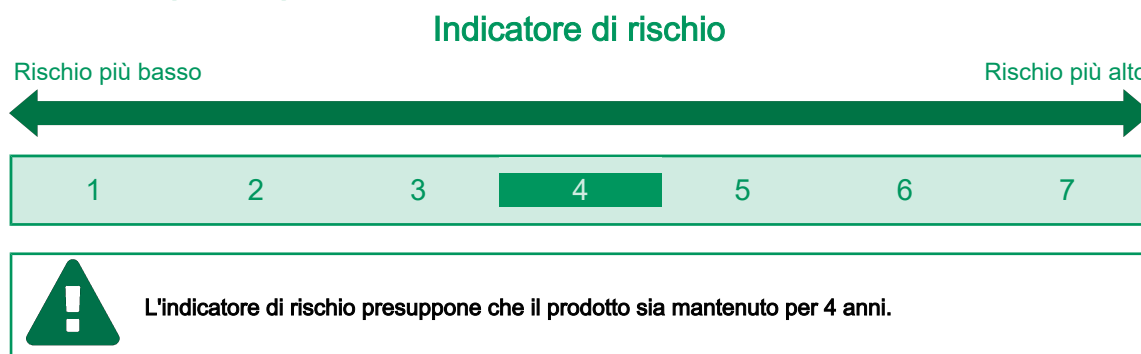 Indicatore di rischio
Rischio più basso
Rischio più alto
1 2 3 4 5 6 7
L'indicatore di rischio presuppone che il prodotto sia mantenuto per 4 anni.